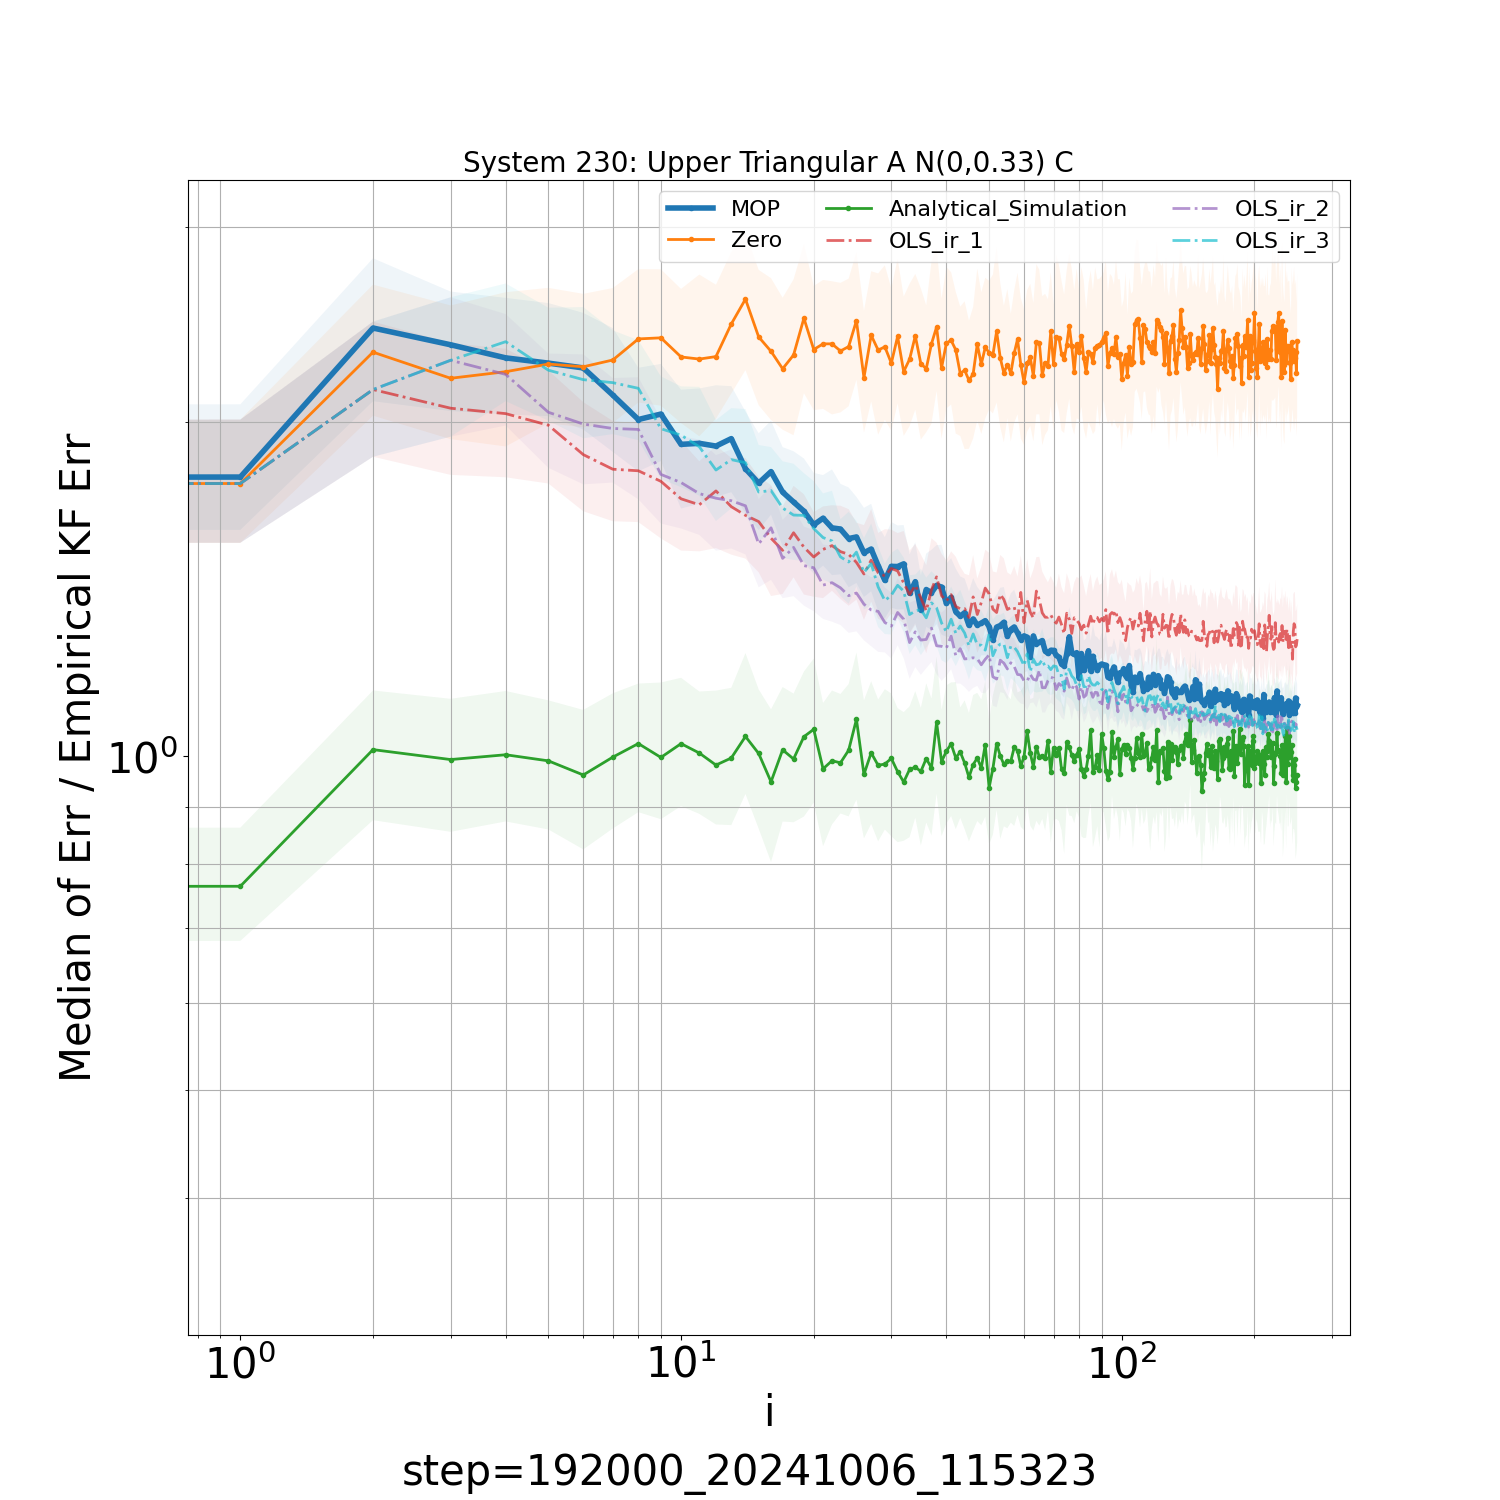 System 230: Upper Triangular A N(0,0.33) C
MOP
Zero
Analytical_Simulation
OLS_ir_1
OLS_ir_2
OLS_ir_3
Median of Err / Empirical KF Err
10⁰
10⁰
10¹
10²
i
step=192000_20241006_115323